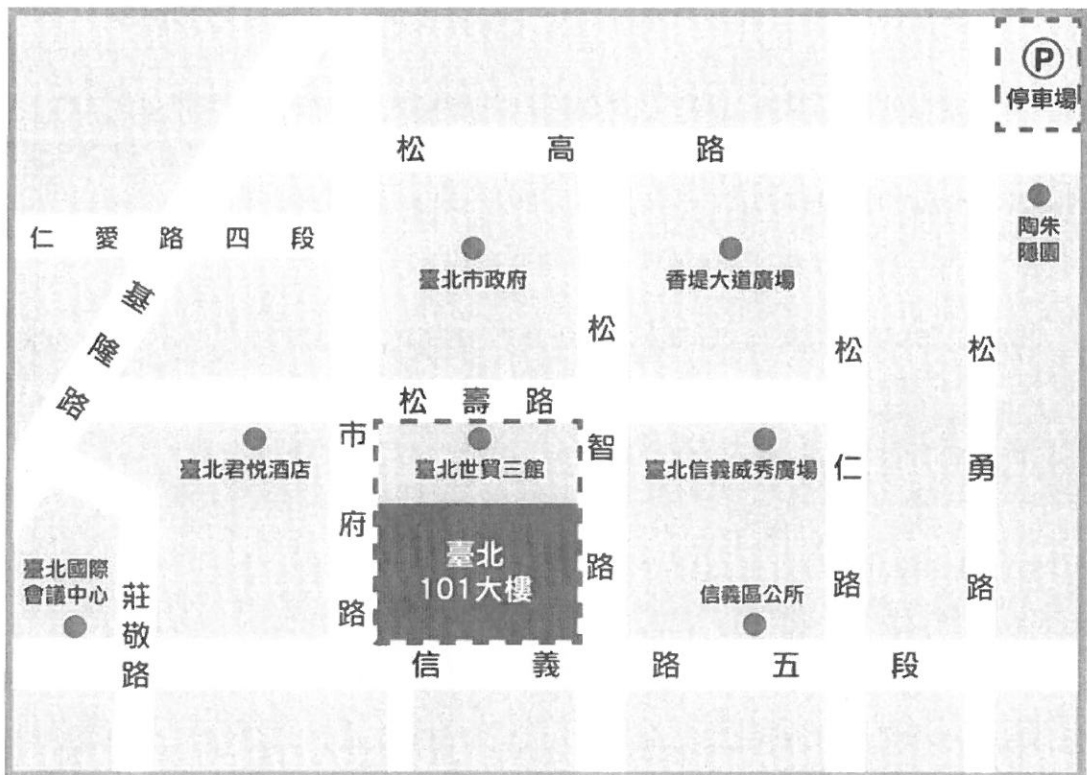 P
停車場
松高路
陶朱
隱園
仁愛路四段
臺北市政府
香堤大道廣場
基隆路
松智路
松仁路
松勇路
松壽路
市府路
臺北君悅酒店
臺北世貿三館
臺北信義威秀廣場
臺北
101大樓
臺北國際
會議中心
莊敬路
信義區公所
信義路五段